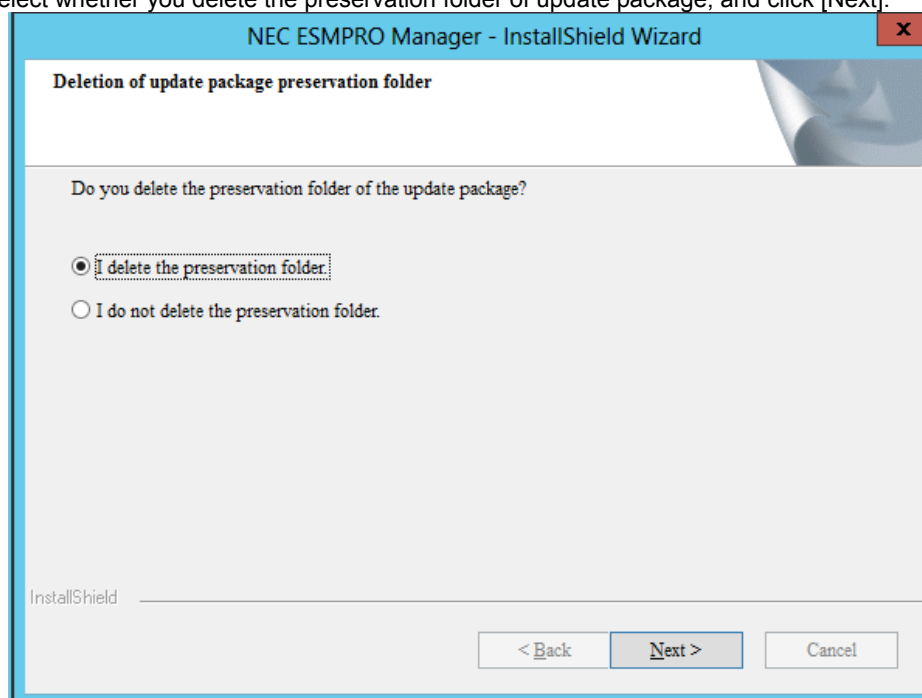 elect whether you delete the preservation folder of update package, and click [Next].
NEC ESMPRO Manager - InstallShield Wizard
x
Deletion of update package preservation folder
Do you delete the preservation folder of the update package?
I delete the preservation folder.
I do not delete the preservation folder.
InstallShield
< Back Next > Cancel